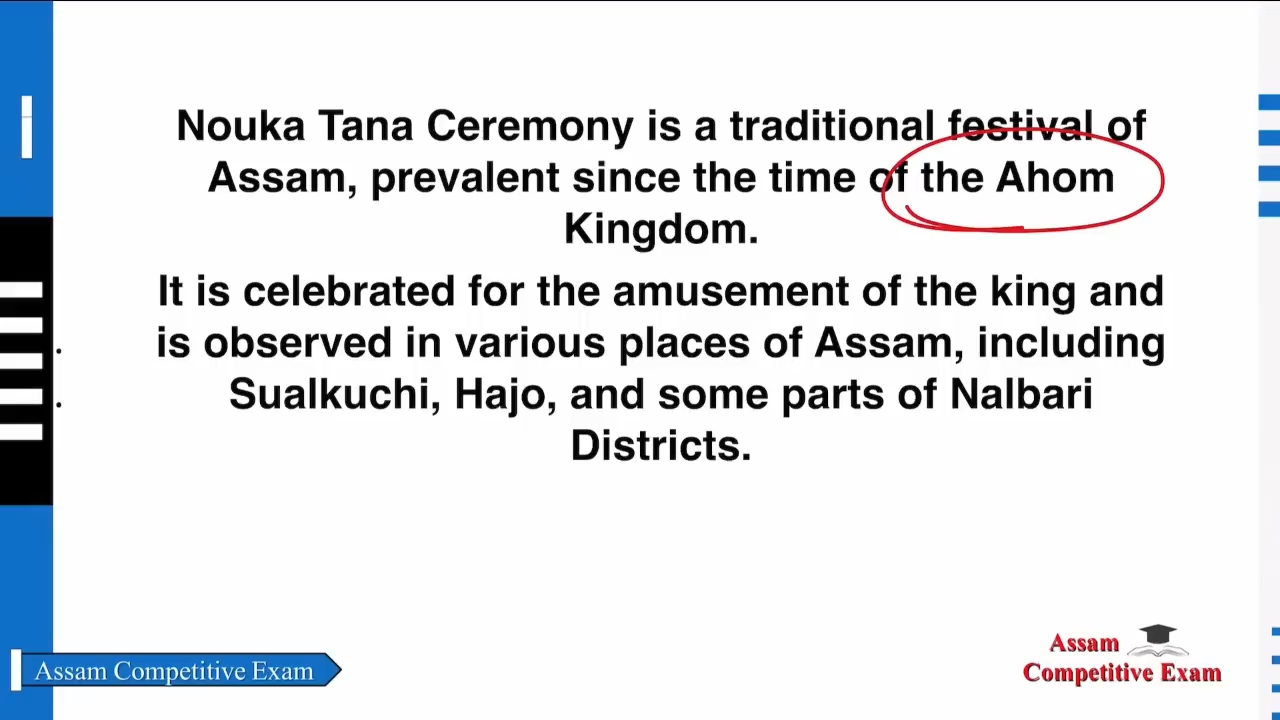 Nouka Tana Ceremony is a traditional festival of
Assam, prevalent since the time of the Ahom
Kingdom.
It is celebrated for the amusement of the king and
is observed in various places of Assam, including
Sualkuchi, Hajo, and some parts of Nalbari
Districts.
Assam Competitive Exam
Assam
Competitive Exam